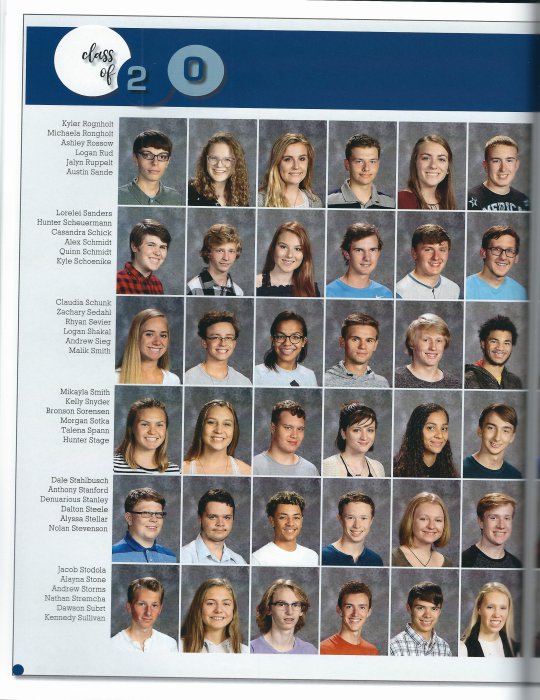 class
of
2 0
Kyler Rognholt
Michaela Rongholt
Ashley Rossow
Logan Rud
Jalyn Ruppelt
Austin Sande
Lorelei Sanders
Hunter Scheuermann
Casandra Schick
Alex Schmidt
Quinn Schmidt
Kyle Schoenike
Claudia Schunk
Zachary Sedahl
Rhyan Sevier
Logan Shakal
Andrew Sieg
Malik Smith
Mikayla Smith
Kelly Snyder
Bronson Sorensen
Morgan Sotka
Talena Spann
Hunter Stage
Dale Stahlbusch
Anthony Stanford
Denuarious Stanley
Dalton Steele
Alyssa Stellar
Nolan Stevenson
Jacob Stodola
Alayna Stone
Andrew Storms
Nathan Stremcha
Dawson Subrt
Kennedy Sullivan